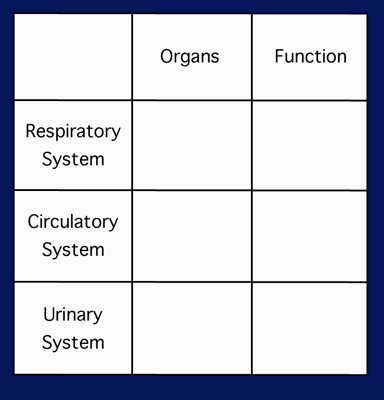 Organs Function
Respiratory
System
Circulatory
System
Urinary
System